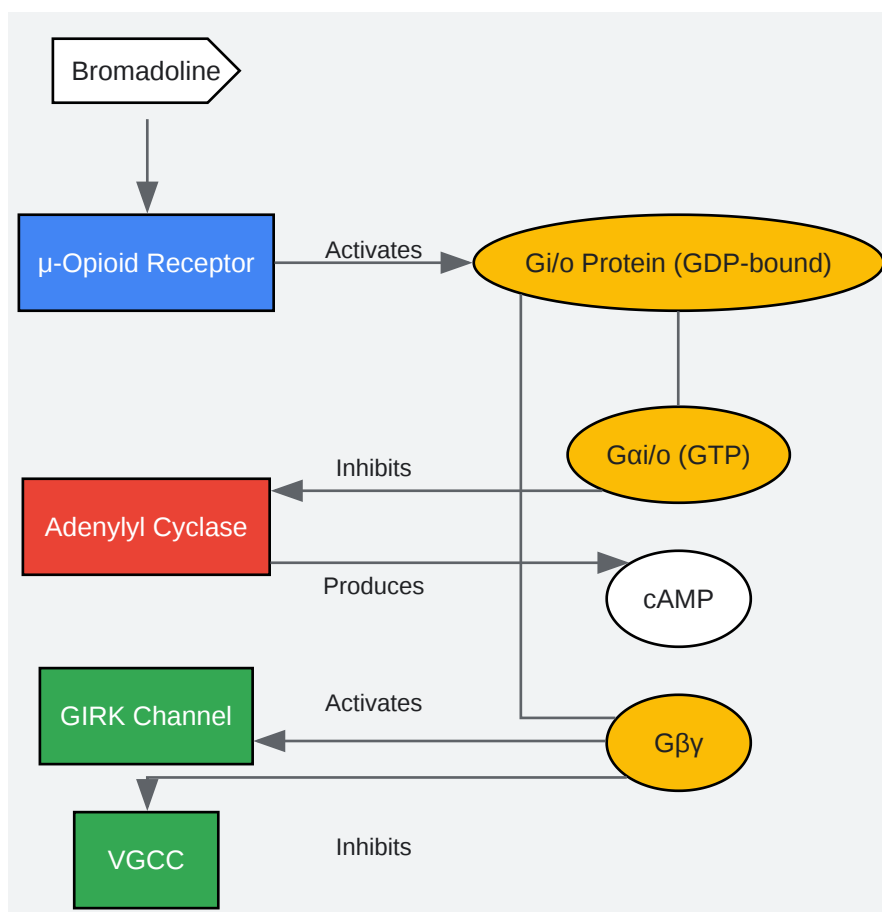 Bromadoline
μ-Opioid Receptor
Activates
Gi/o Protein (GDP-bound)
Gαi/o (GTP)
Inhibits
Adenylyl Cyclase
Produces
cAMP
GIRK Channel
Activates
Gβγ
VGCC
Inhibits